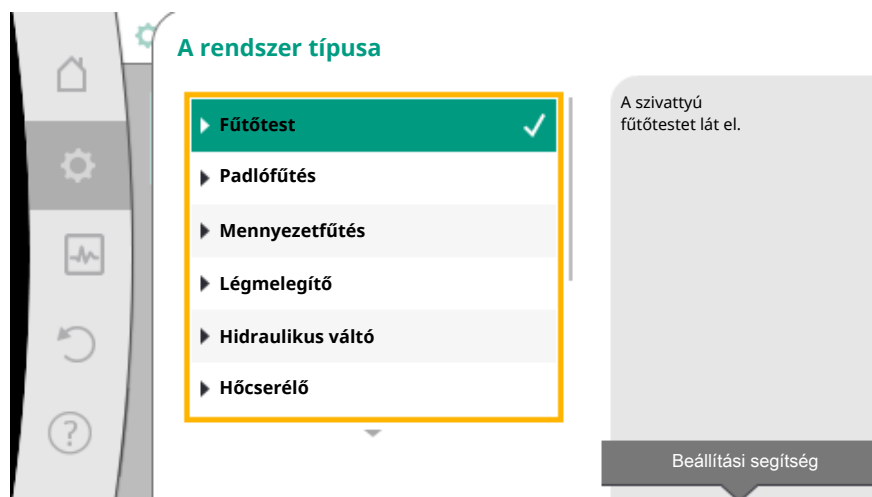 A rendszer típusa
Fűtőtest
Padlófűtés
Mennyezetfűtés
Légmelegítő
Hidraulikus váltó
Hőcserélő
A szivattyú
fűtőtestet lát el.
Beállítási segítség
?